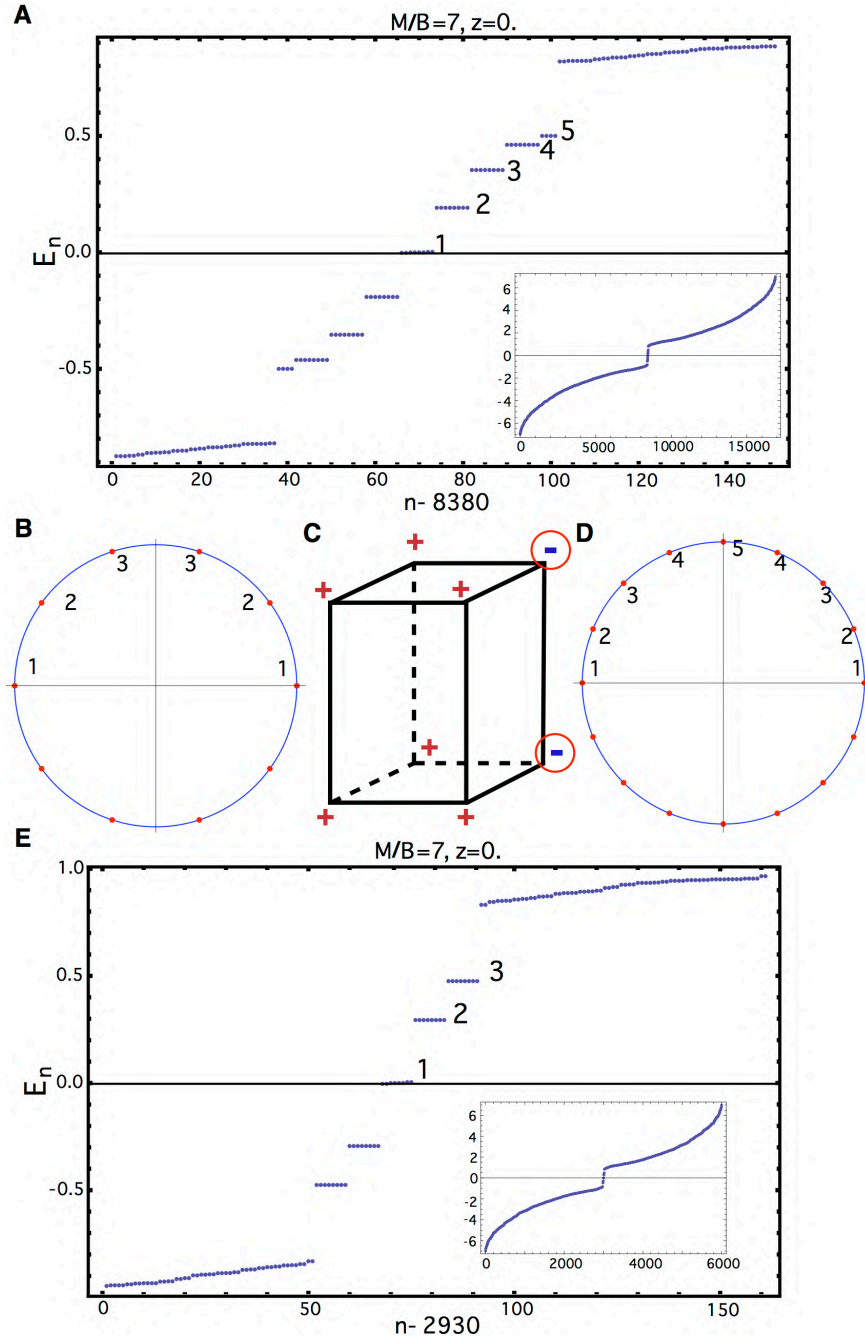 A
M/B=7, z=0.
E_n
0.5
0.0
-0.5
1
2
3
4
5
6
4
2
0
-2
-4
-6
0 5000 10000 15000
0 20 40 60 80 100 120 140
n- 8380
B
3 3
2 2
1 1
C
+ -
+ +
+ -
+ +
D
5
4 4
3 3
2 2
1 1
E
M/B=7, z=0.
E_n
1.0
0.5
0.0
-0.5
3
2
1
6
4
2
0
-2
-4
-6
0 2000 4000 6000
0 50 100 150
n- 2930